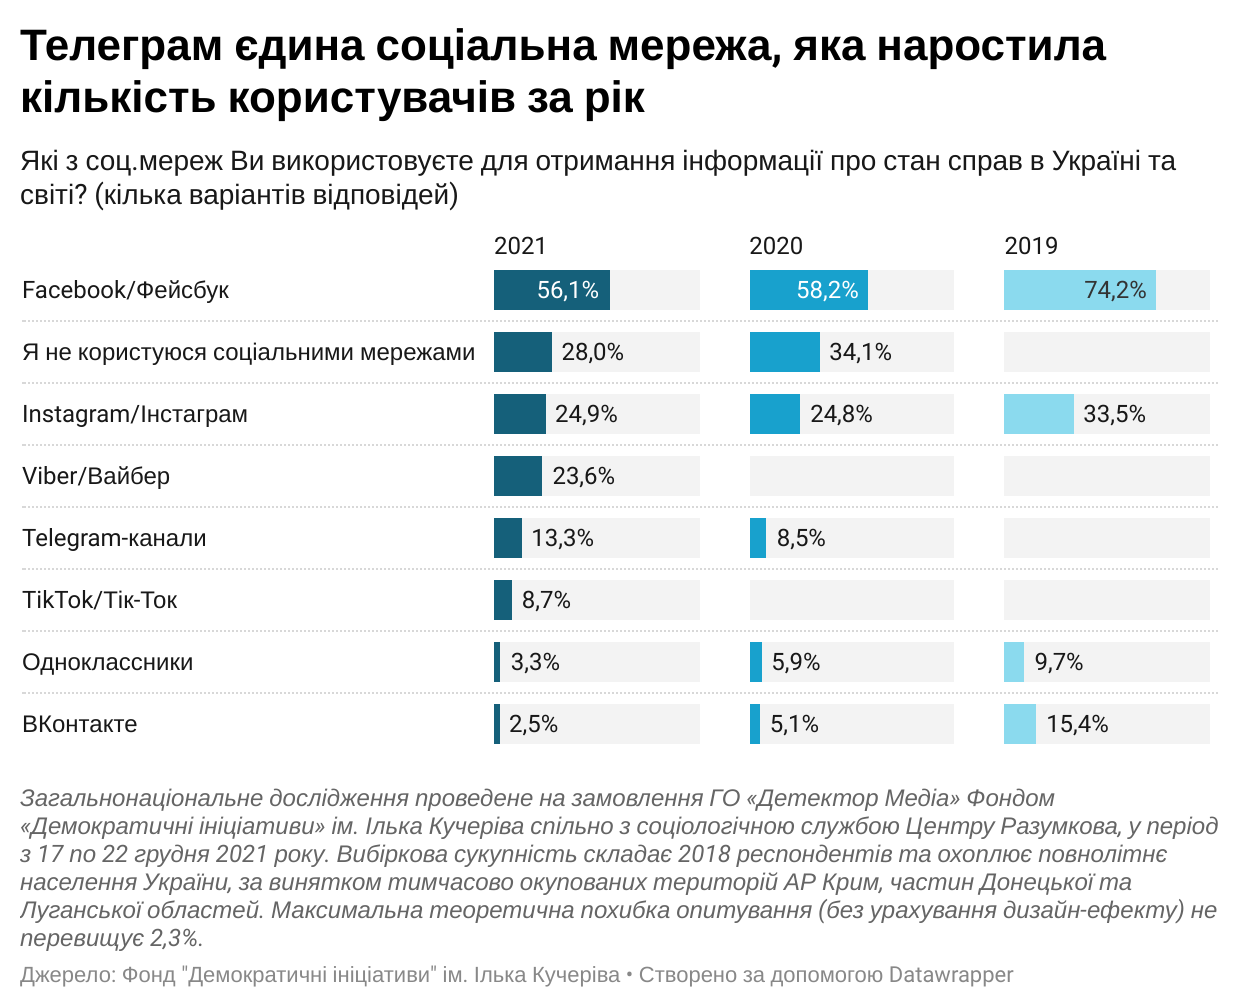 Телеграм єдина соціальна мережа, яка наростила
кількість користувачів за рік
Які з соц.мереж Ви використовуєте для отримання інформації про стан справ в Україні та
світі? (кілька варіантів відповідей)
2021 2020 2019
Facebook/Фейсбук 56,1% 58,2% 74,2%
Я не користуюся соціальними мережами 28,0% 34,1%
Instagram/Інстаграм 24,9% 24,8% 33,5%
Viber/Вайбер 23,6%
Telegram-канали 13,3% 8,5%
TikTok/Тік-Ток 8,7%
Одноклассники 3,3% 5,9% 9,7%
ВКонтакте 2,5% 5,1% 15,4%
Загальнонаціональне дослідження проведене на замовлення ГО «Детектор Медіа» Фондом
«Демократичні ініціативи» ім. Ілька Кучеріва спільно з соціологічною службою Центру Разумкова, у період
з 17 по 22 грудня 2021 року. Вибіркова сукупність складає 2018 респондентів та охоплює повнолітнє
населення України, за винятком тимчасово окупованих територій АР Крим, частин Донецької та
Луганської областей. Максимальна теоретична похибка опитування (без урахування дизайн-ефекту) не
перевищує 2,3%.
Джерело: Фонд "Демократичні ініціативи" ім. Ілька Кучеріва • Створено за допомогою Datawrapper